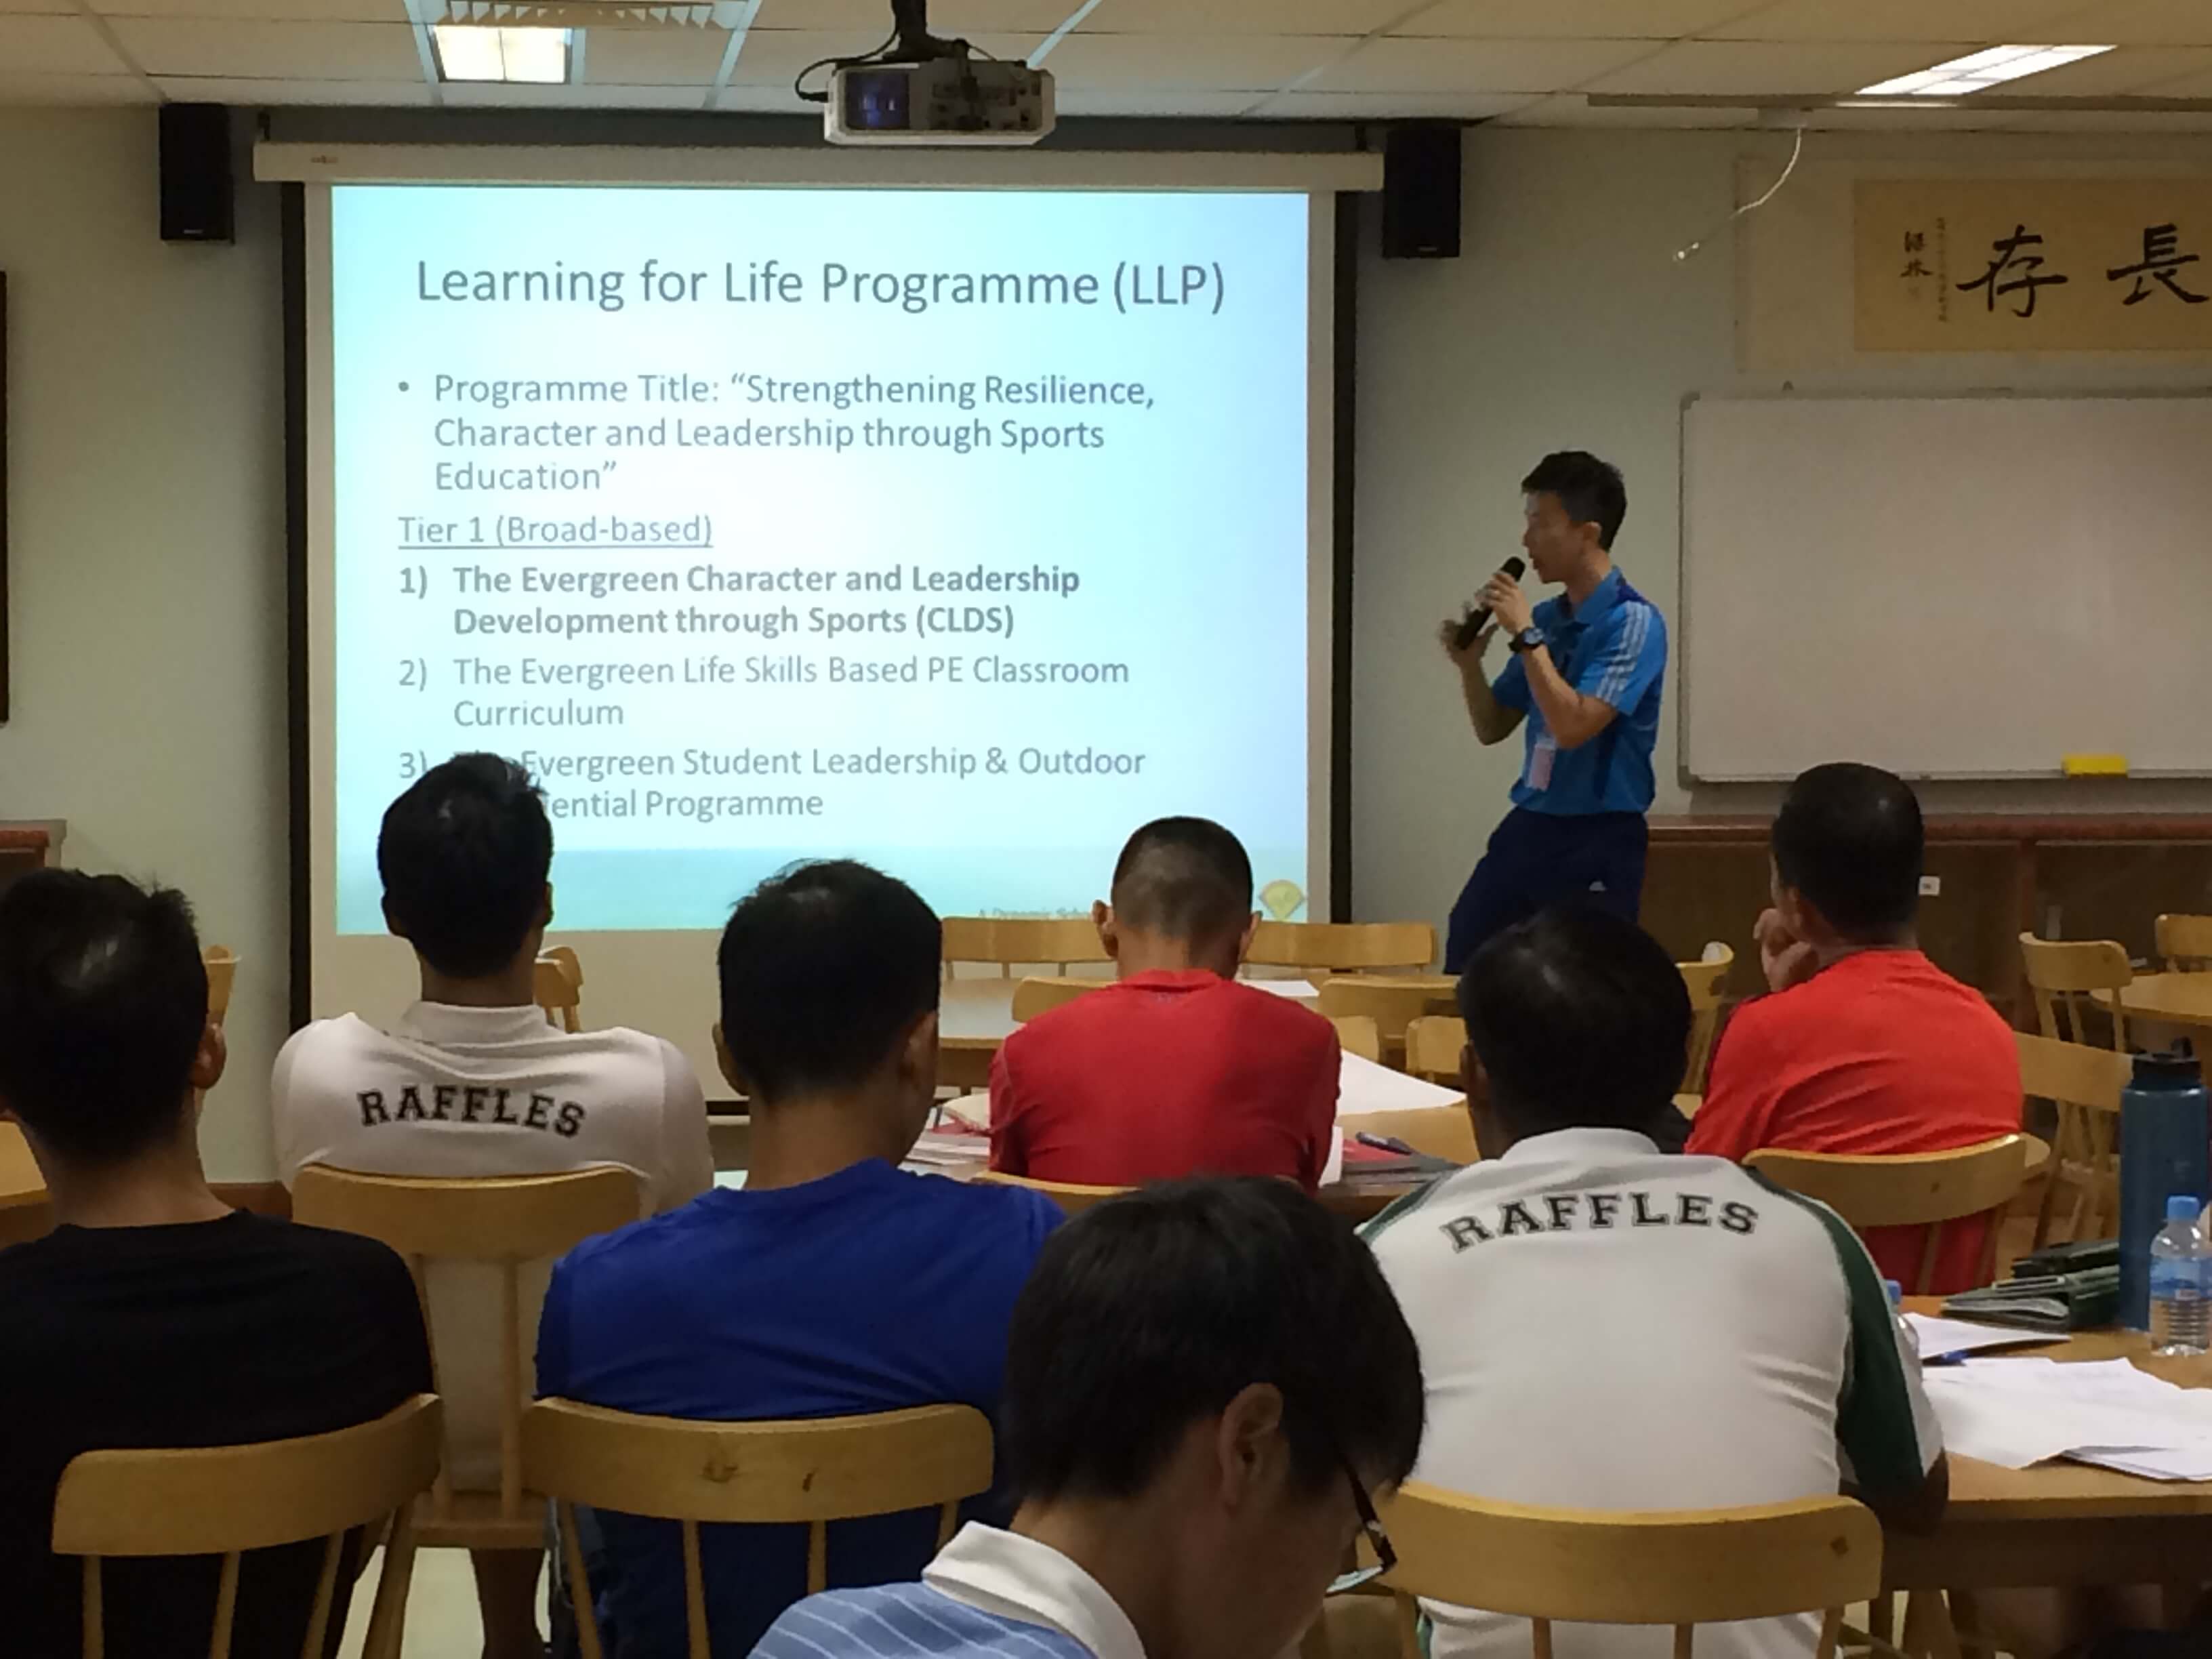 Learning for Life Programme (LLP)
• Programme Title: “Strengthening Resilience,
Character and Leadership through Sports
Education”
Tier 1 (Broad-based)
1) The Evergreen Character and Leadership
Development through Sports (CLDS)
2) The Evergreen Life Skills Based PE Classroom
Curriculum
3) Evergreen Student Leadership & Outdoor
ential Programme
長存
RAFFLES
RAFFLES